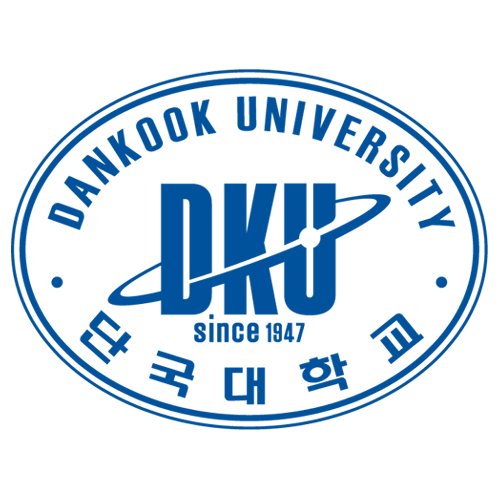 DANKOOK UNIVERSITY
DKU
since 1947
단국대학교